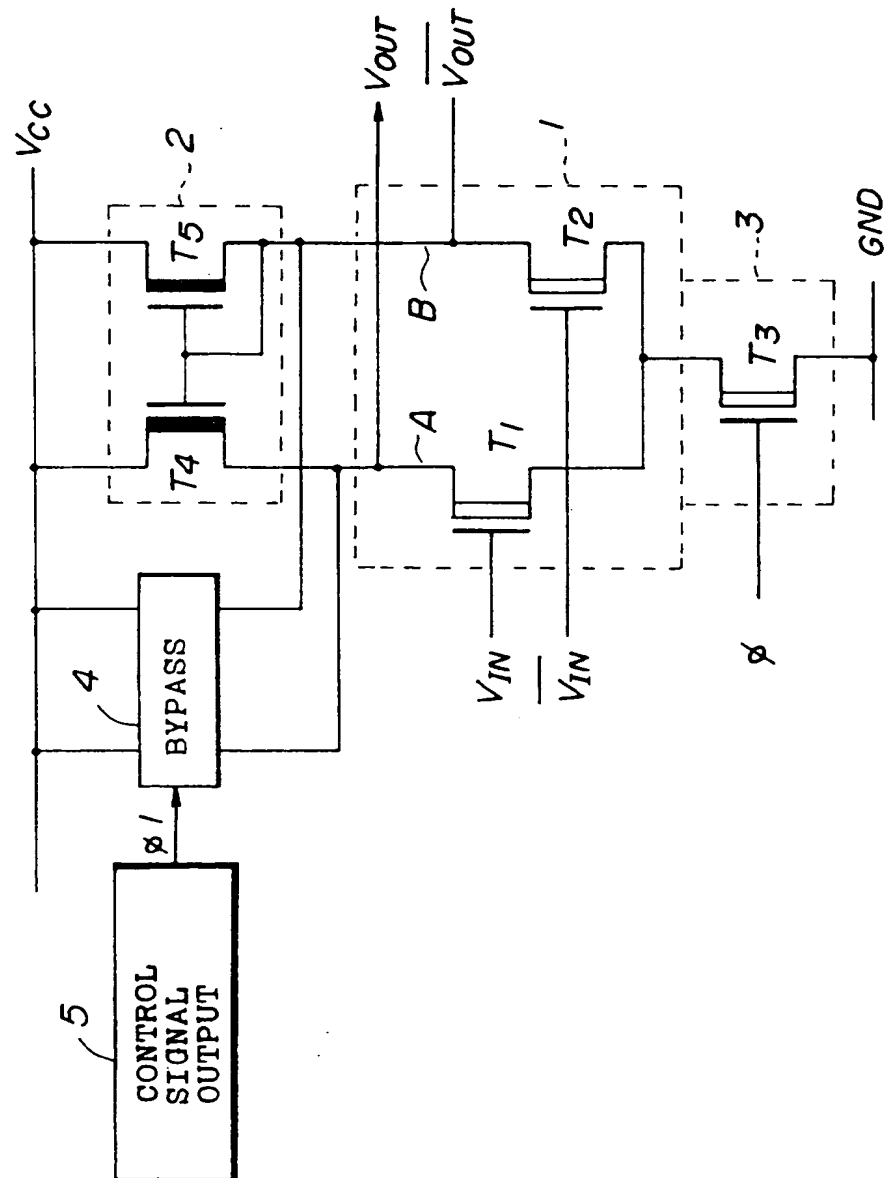 VCC
2
T5
T4
4
BYPASS
ø1
5
CONTROL
SIGNAL
OUTPUT
VOUT
VOUT
1
B
A
T2
T1
VIN
VIN
3
T3
ø
GND